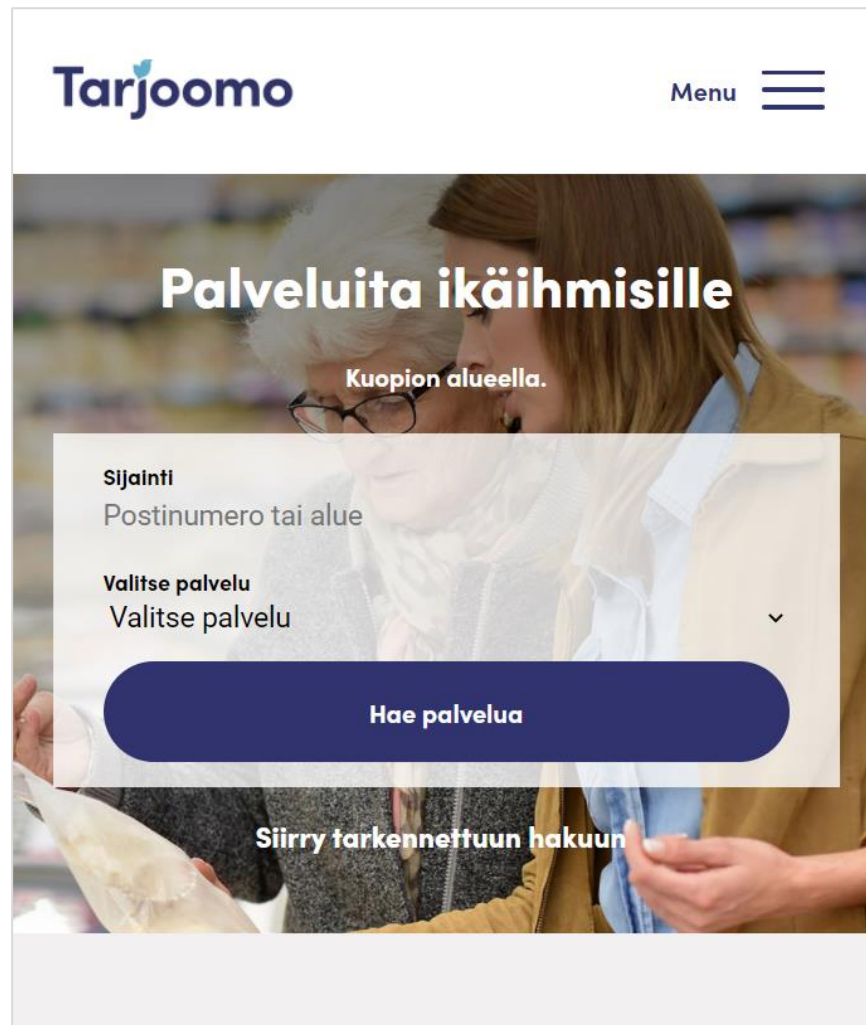 Tarjoomo
Menu
Palveluita ikäihmisille
Kuopion alueella.
Sijainti
Postinumero tai alue
Valitse palvelu
Valitse palvelu
Hae palvelua
Siirry tarkennettuun hakuun